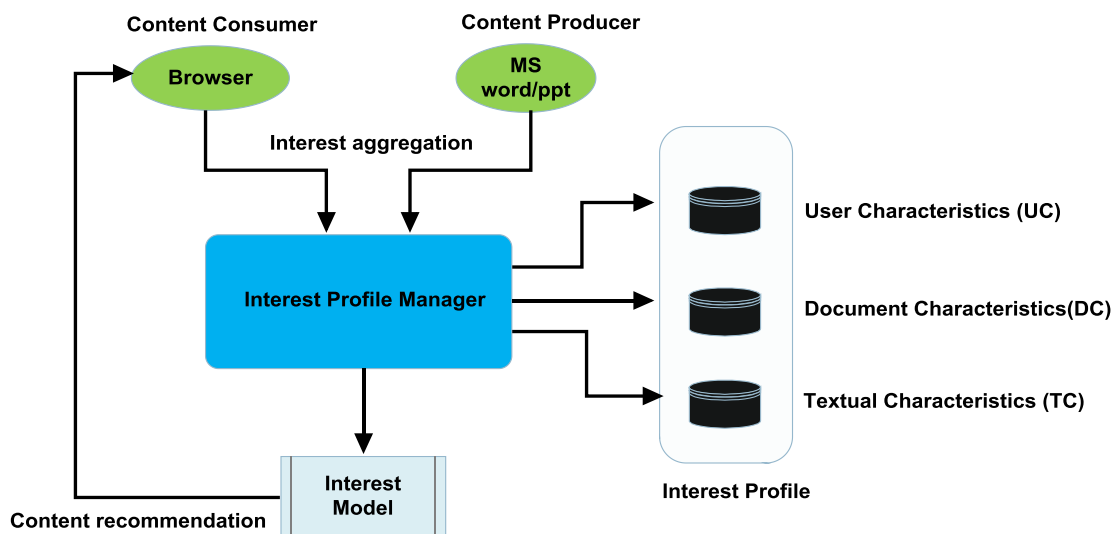 Content Consumer
Content Producer
Browser
MS
word/ppt
Interest aggregation
User Characteristics (UC)
Interest Profile Manager
Document Characteristics(DC)
Textual Characteristics (TC)
Interest
Model
Interest Profile
Content recommendation